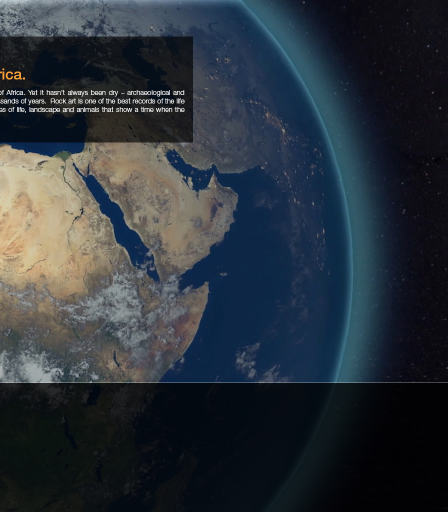 rica.
of Africa. Yet it hasn't always been dry – archaeological and
sands of years. Rock art is one of the best records of the life
as of life, landscape and animals that show a time when the